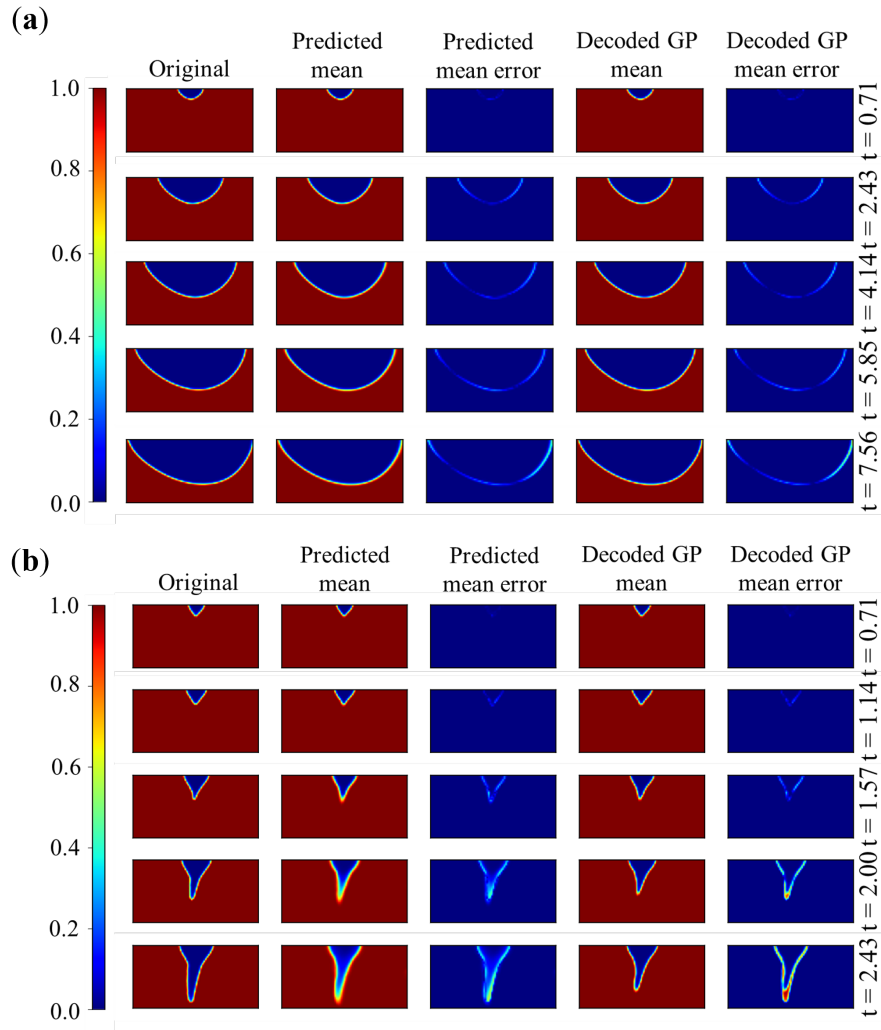 (a)
Original
Predicted
mean
Predicted
mean error
Decoded GP
mean
Decoded GP
mean error
1.0
0.8
0.6
0.4
0.2
0.0
t = 0.71
t = 2.43
t = 4.14
t = 5.85
t = 7.56
(b)
Original
Predicted
mean
Predicted
mean error
Decoded GP
mean
Decoded GP
mean error
1.0
0.8
0.6
0.4
0.2
0.0
t = 0.71
t = 1.14
t = 1.57
t = 2.00
t = 2.43